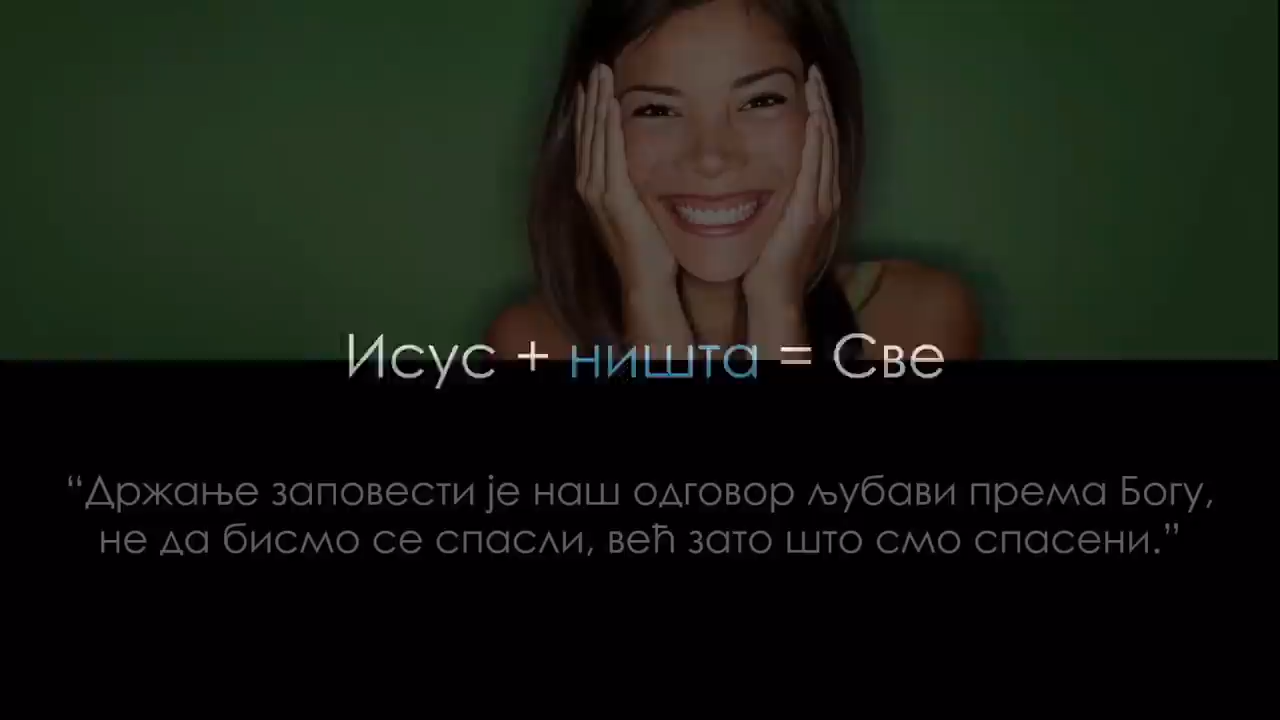 Исус + ништа = Све
“Држање заповести је наш одговор љубави према Богу,
не да бисмо се спасли, већ зато што смо спасени.”